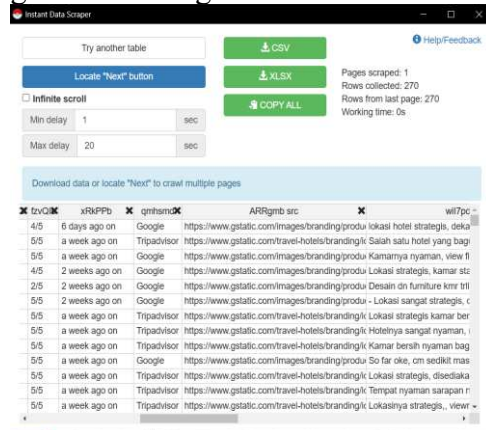 Instant Data Scraper
Try another table
CSV
Help/Feedback
Locate "Next" button
XLSX
Pages scraped: 1
Rows collected: 270
Infinite scroll
COPY ALL
Rows from last page: 270
Working time: 0s
Min delay 1 sec
Max delay 20 sec
Download data or locate "Next" to crawl multiple pages
xRkPPb qmhsmd ARRgmb src
4/5 6 days ago on Google https://www.gstatic.com/images/branding/produ lokasi hotel strategis, deka
5/5 a week ago on Tripadvisor https://www.gstatic.com/travel-hotels/branding/ic Salah satu hotel yang bag
5/5 a week ago on Tripadvisor https://www.gstatic.com/travel-hotels/branding/ic Kamarnya nyaman, view
4/5 2 weeks ago on Google https://www.gstatic.com/images/branding/produ Lokasi strategis, kamar sta
2/5 2 weeks ago on Google https://www.gstatic.com/images/branding/produ Desain dn furniture kmr
5/5 2 weeks ago on Google https://www.gstatic.com/images/branding/produ - Lokasi sangat strategis,
5/5 a week ago on Tripadvisor https://www.gstatic.com/travel-hotels/branding/ic Lokasi strategis kamar ber
5/5 a week ago on Tripadvisor https://www.gstatic.com/travel-hotels/branding/ic Hotelnya sangat nyaman,
5/5 a week ago on Tripadvisor https://www.gstatic.com/travel-hotels/branding/ic Kamar bersih nyaman bag
5/5 a week ago on Google https://www.gstatic.com/images/branding/produ So far oke, cm sedikit mas
5/5 a week ago on Tripadvisor https://www.gstatic.com/travel-hotels/branding/ic Lokasi strategis, disediaka
5/5 a week ago on Tripadvisor https://www.gstatic.com/travel-hotels/branding/ic Tempat nyaman sarapan
5/5 a week ago on Tripadvisor https://www.gstatic.com/travel-hotels/branding/ic Lokasinya strategis,,